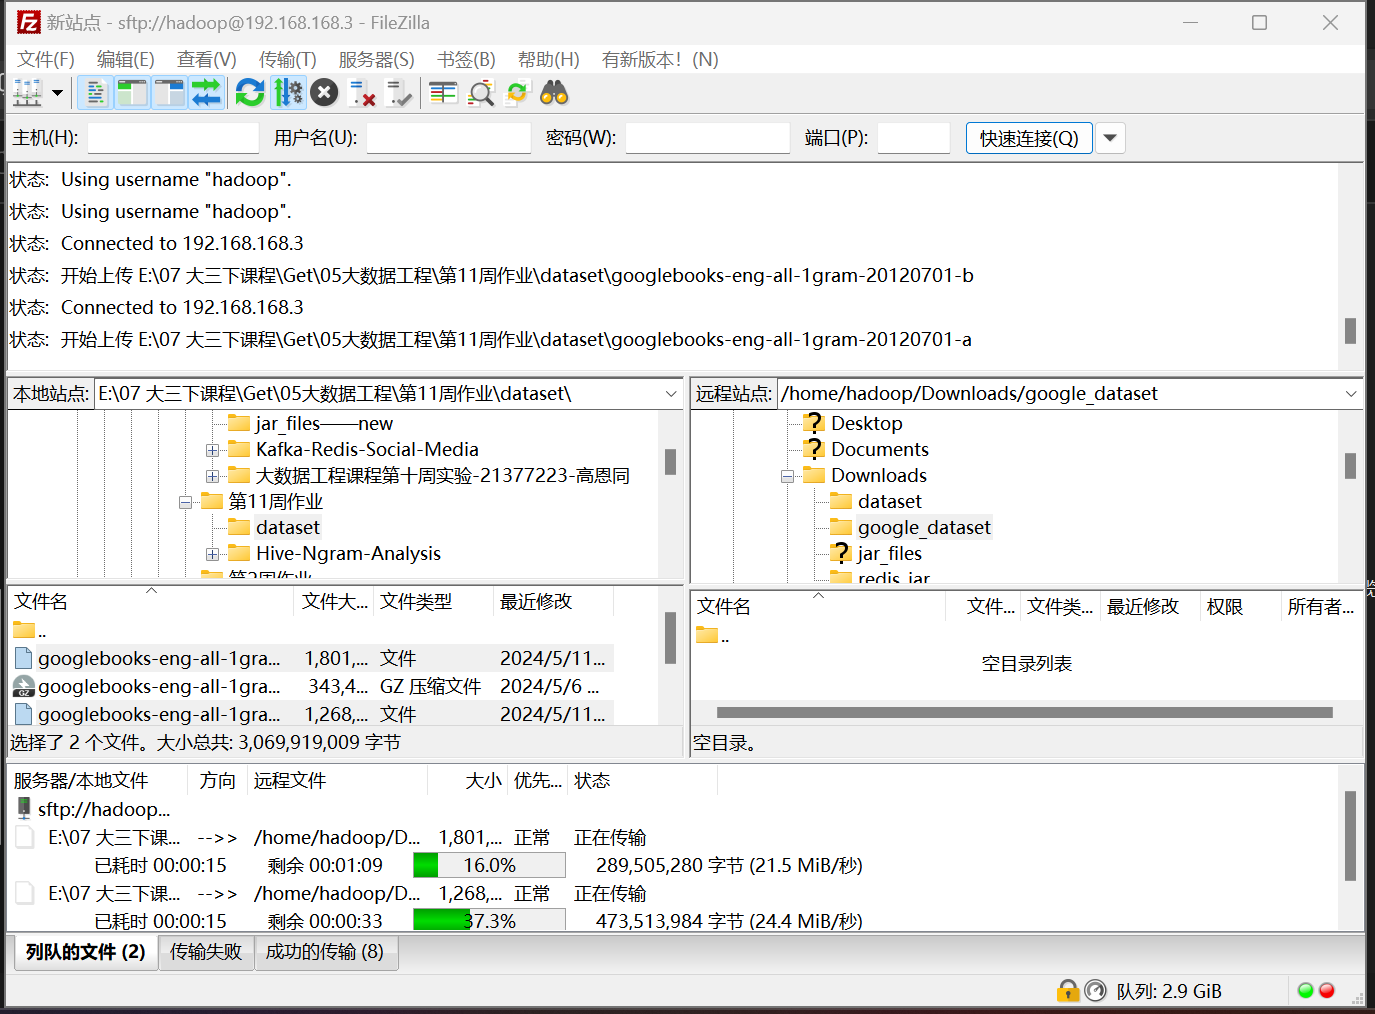 新站点 - sftp://hadoop@192.168.168.3 - FileZilla
文件(F) 编辑(E) 查看(V) 传输(T) 服务器(S) 书签(B) 帮助(H) 有新版本！(N)
主机(H): 用户名(U): 密码(W): 端口(P): 快速连接(Q)
状态: Using username "hadoop".
状态: Using username "hadoop".
状态: Connected to 192.168.168.3
状态: 开始上传 E:\07 大三下课程\Get\05大数据工程\第11周作业\dataset\googlebooks-eng-all-1gram-20120701-b
状态: Connected to 192.168.168.3
状态: 开始上传 E:\07 大三下课程\Get\05大数据工程\第11周作业\dataset\googlebooks-eng-all-1gram-20120701-a
本地站点: E:\07 大三下课程\Get\05大数据工程\第11周作业\dataset\
jar_files——new
Kafka-Redis-Social-Media
大数据工程课程第十周实验-21377223-高恩同
第11周作业
dataset
Hive-Ngram-Analysis
第2周作业
文件名 文件大... 文件类型 最近修改
..
googlebooks-eng-all-1gra... 1,801,... 文件 2024/5/11...
googlebooks-eng-all-1gra... 343,4... GZ 压缩文件 2024/5/6 ...
googlebooks-eng-all-1gra... 1,268,... 文件 2024/5/11...
选择了 2 个文件。大小总共: 3,069,919,009 字节
远程站点: /home/hadoop/Downloads/google_dataset
Desktop
Documents
Downloads
dataset
google_dataset
jar_files
redis_jar
文件名 文件... 文件类... 最近修改 权限 所有者...
..
空目录列表
空目录。
服务器/本地文件 方向 远程文件 大小 优先... 状态
sftp://hadoop...
E:\07 大三下课... -->> /home/hadoop/D... 1,801,... 正常 正在传输
已耗时 00:00:15 剩余 00:01:09 16.0% 289,505,280 字节 (21.5 MiB/秒)
E:\07 大三下课... -->> /home/hadoop/D... 1,268,... 正常 正在传输
已耗时 00:00:15 剩余 00:00:33 37.3% 473,513,984 字节 (24.4 MiB/秒)
列队的文件 (2) 传输失败 成功的传输 (8)
队列: 2.9 GiB